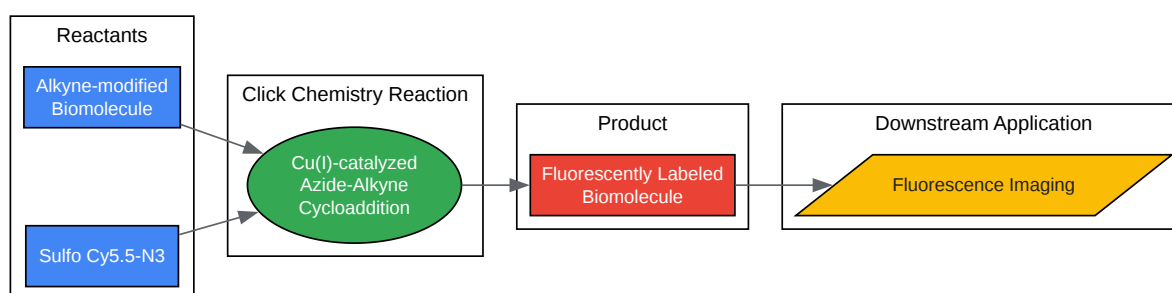 Reactants
Alkyne-modified
Biomolecule
Sulfo Cy5.5-N3
Click Chemistry Reaction
Cu(I)-catalyzed
Azide-Alkyne
Cycloaddition
Product
Fluorescently Labeled
Biomolecule
Downstream Application
Fluorescence Imaging